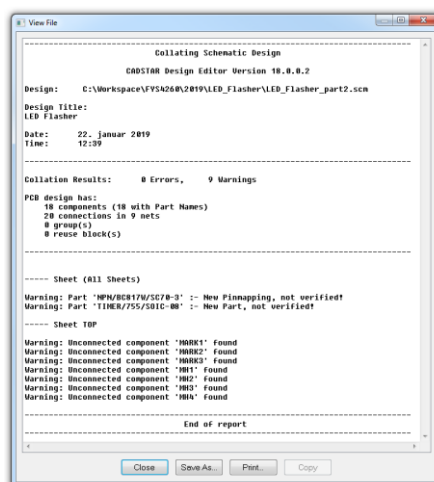 View File
--------------------------------------------------------------------------------
Collating Schematic Design
CADSTAR Design Editor Version 18.0.0.2
Design: C:\Workspace\FYS4260\2019\LED_Flasher\LED_Flasher_part2.scm
Design Title:
LED Flasher
Date: 22. januar 2019
Time: 12:39
--------------------------------------------------------------------------------
Collation Results: 0 Errors, 9 Warnings
PCB design has:
18 components (18 with Part Names)
20 connections in 9 nets
0 group(s)
0 reuse block(s)
--------------------------------------------------------------------------------
----- Sheet (All Sheets)
Warning: Part 'NPN/BC817W/SC70-3' :- New Pinmapping, not verified!
Warning: Part 'TIMER/755/SOIC-08' :- New Part, not verified!
----- Sheet TOP
Warning: Unconnected component 'MARK1' found
Warning: Unconnected component 'MARK2' found
Warning: Unconnected component 'MARK3' found
Warning: Unconnected component 'MH1' found
Warning: Unconnected component 'MH2' found
Warning: Unconnected component 'MH3' found
Warning: Unconnected component 'MH4' found
--------------------------------------------------------------------------------
End of report
--------------------------------------------------------------------------------
Close Save As... Print.. Copy